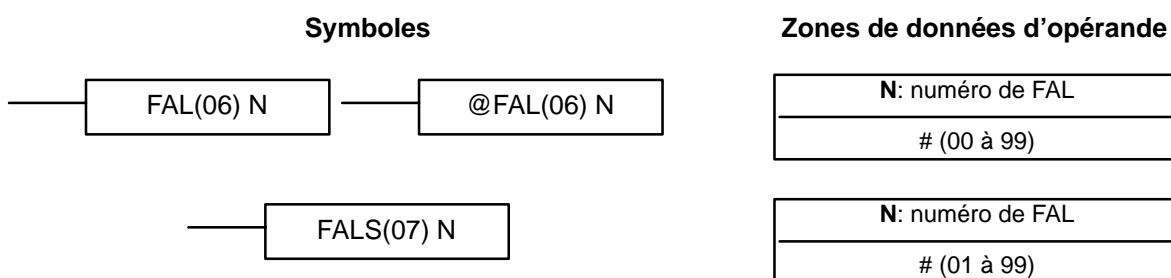 Symboles
Zones de données d’opérande
FAL(06) N
@FAL(06) N
N: numéro de FAL
# (00 à 99)
FALS(07) N
N: numéro de FAL
# (01 à 99)